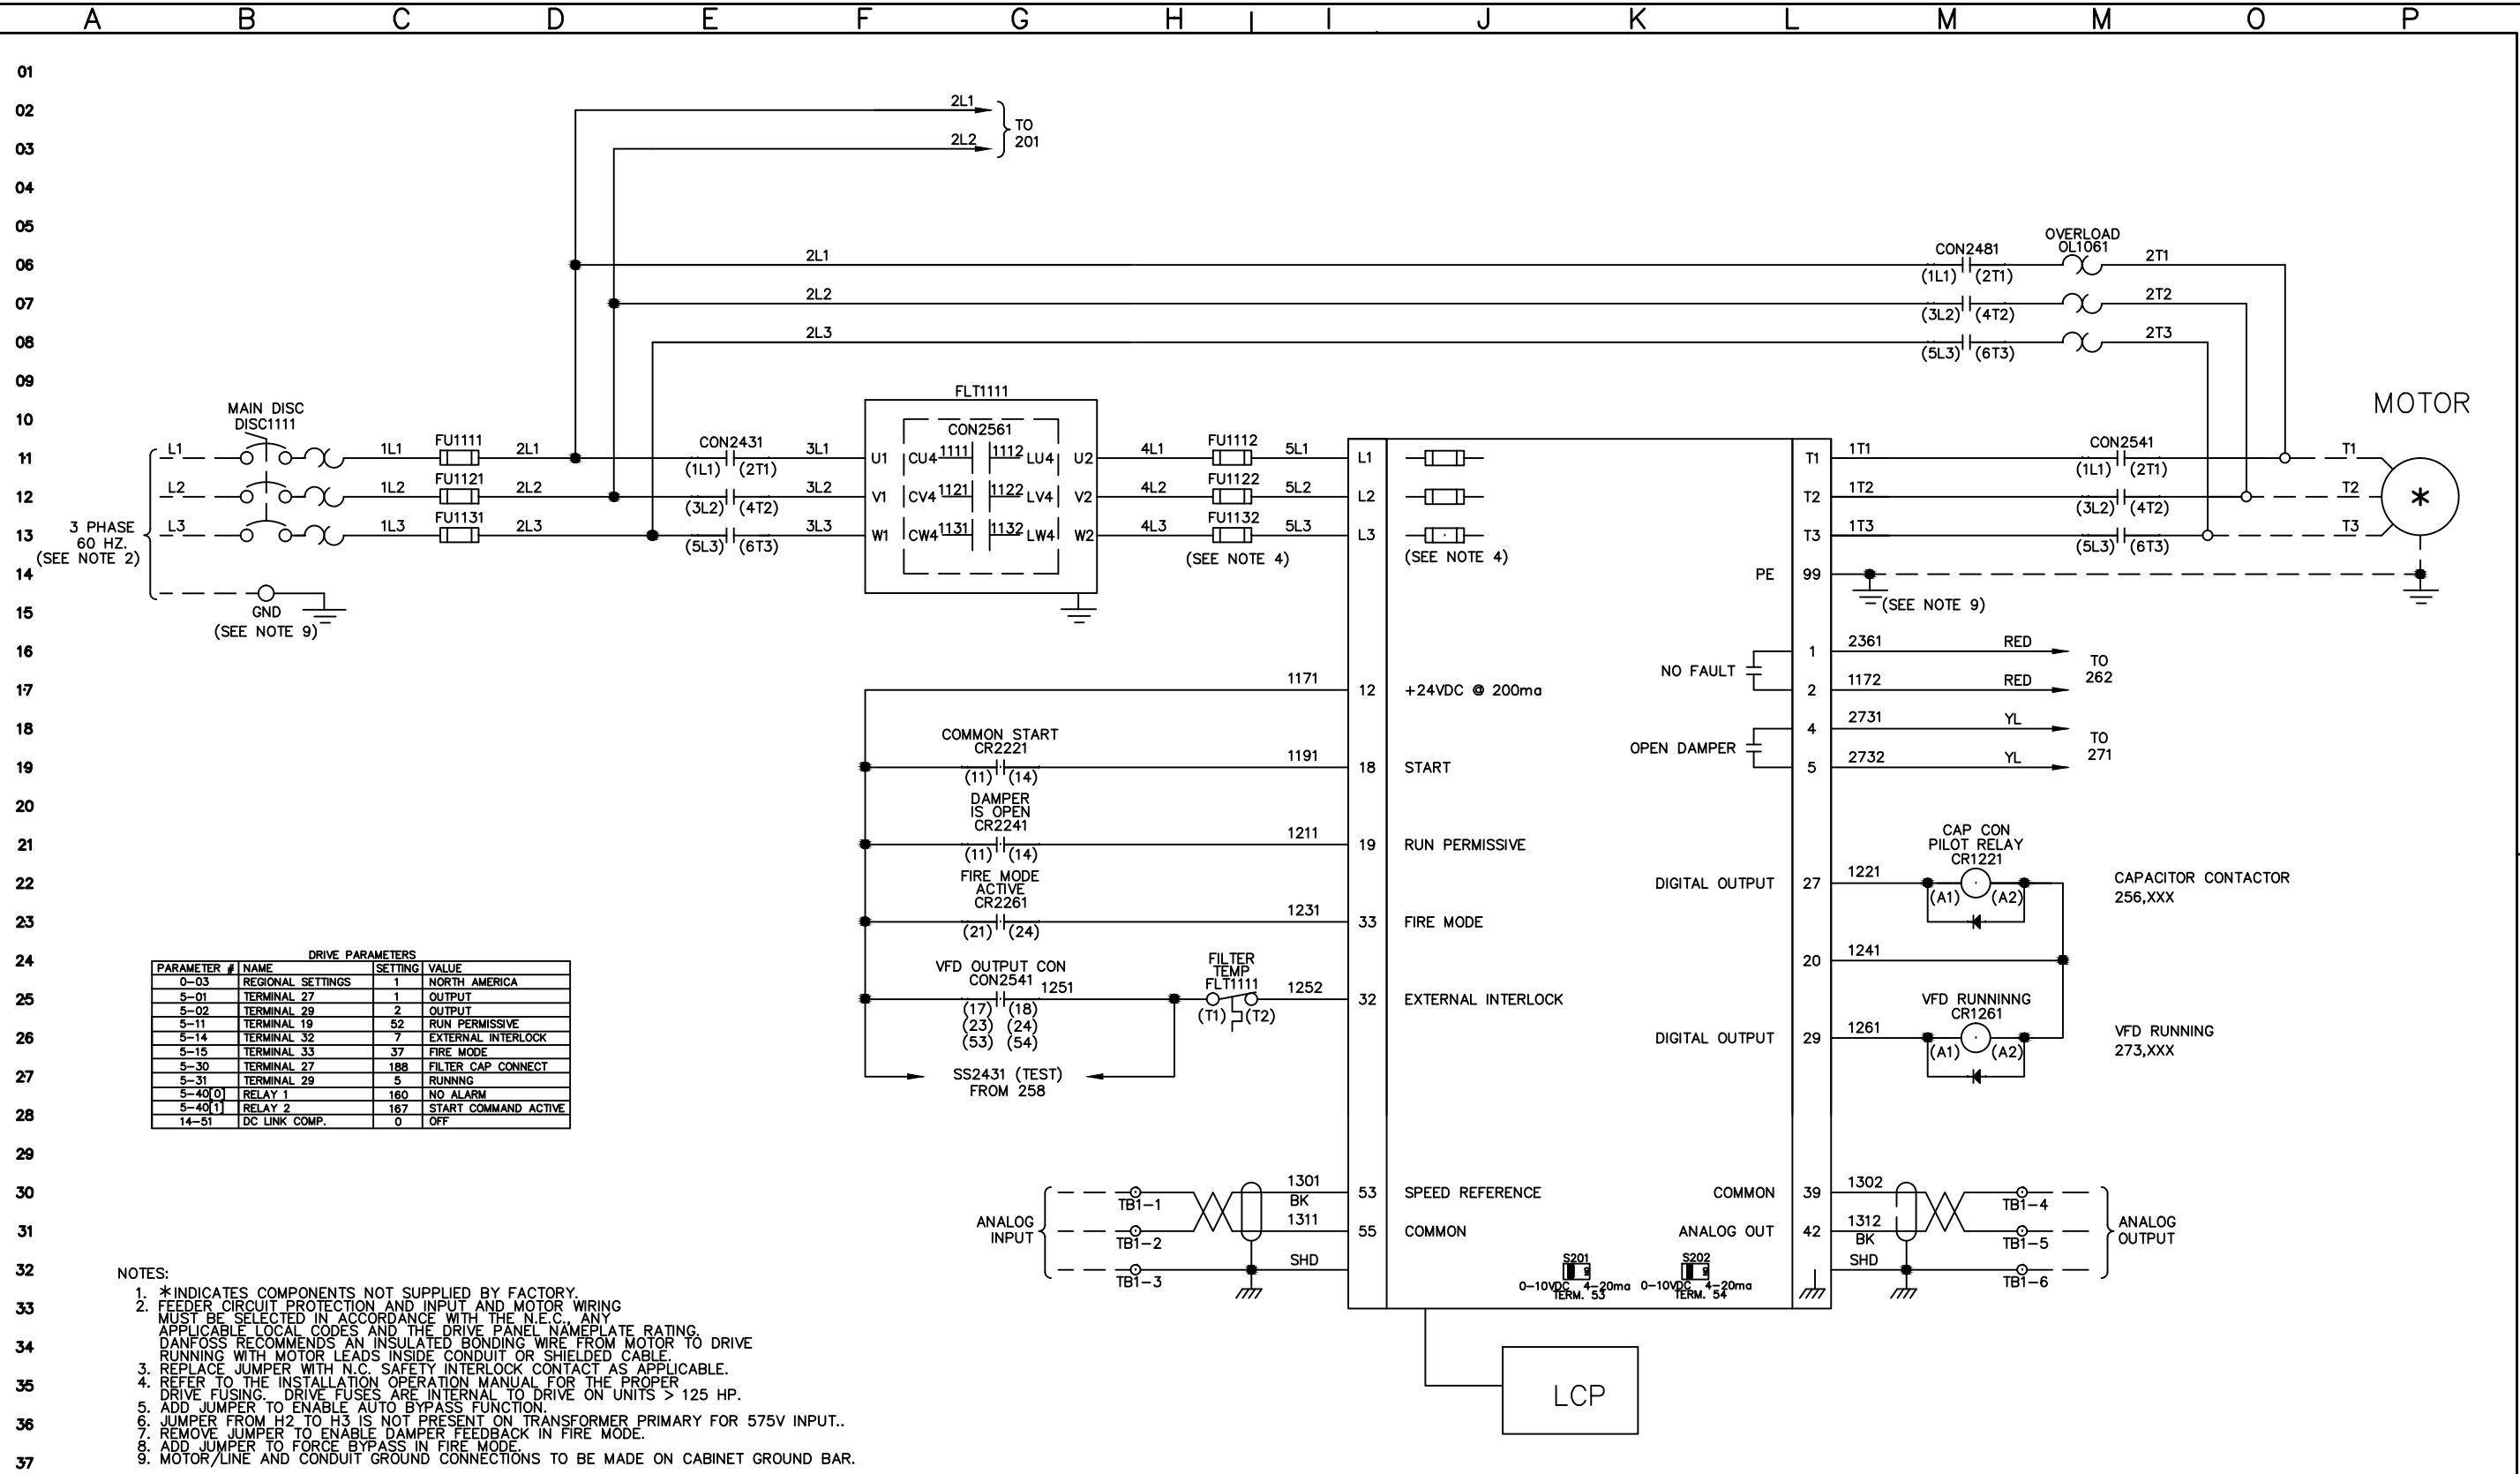 A B C D E F G H I J K L M M O P
01
02 2L1
TO
201
03 2L2
04
05
06 2L1 CON2481 (1L1) (2T1) OVERLOAD OL1061 2T1
07 2L2 (3L2) (4T2) 2T2
08 2L3 (5L3) (6T3) 2T3
09
FLT1111
10 MAIN DISC
DISC1111
MOTOR
CON2561
11 L1 1L1 FU1111 2L1 CON2431 (1L1) (2T1) 3L1 U1 CU4 1111 1112 LU4 U2 4L1 FU1112 5L1 L1 T1 1T1 CON2541 (1L1) (2T1) T1
12 L2 1L2 FU1121 2L2 (3L2) (4T2) 3L2 V1 CV4 1121 1122 LV4 V2 4L2 FU1122 5L2 L2 T2 1T2 (3L2) (4T2) T2 *
13 L3 1L3 FU1131 2L3 (5L3) (6T3) 3L3 W1 CW4 1131 1132 LW4 W2 4L3 FU1132 5L3 L3 T3 1T3 (5L3) (6T3) T3
3 PHASE
60 HZ.
(SEE NOTE 2)
(SEE NOTE 4) (SEE NOTE 4)
14 PE 99
GND
(SEE NOTE 9)
15 (SEE NOTE 9)
16 1 2361 RED
NO FAULT
TO
262
17 1171 12 +24VDC @ 200ma 2 1172 RED
18 4 2731 YL
COMMON START
CR2221
OPEN DAMPER
TO
271
19 (11) (14) 1191 18 START 5 2732 YL
20 DAMPER
IS OPEN
CR2241
21 (11) (14) 1211 19 RUN PERMISSIVE
CAP CON
PILOT RELAY
CR1221
22 FIRE MODE
ACTIVE
CR2261
DIGITAL OUTPUT 27 1221 (A1) (A2) CAPACITOR CONTACTOR
256,XXX
23 (21) (24) 1231 33 FIRE MODE
24 20 1241
DRIVE PARAMETERS
PARAMETER # NAME SETTING VALUE
0-03 REGIONAL SETTINGS 1 NORTH AMERICA
5-01 TERMINAL 27 1 OUTPUT
5-02 TERMINAL 29 2 OUTPUT
5-11 TERMINAL 19 52 RUN PERMISSIVE
5-14 TERMINAL 32 7 EXTERNAL INTERLOCK
5-15 TERMINAL 33 37 FIRE MODE
5-30 TERMINAL 27 188 FILTER CAP CONNECT
5-31 TERMINAL 29 5 RUNNNG
5-40[0] RELAY 1 160 NO ALARM
5-40[1] RELAY 2 167 START COMMAND ACTIVE
14-51 DC LINK COMP. 0 OFF
VFD OUTPUT CON
CON2541
FILTER
TEMP
FLT1111
25 1251 (T1) (T2) 1252 32 EXTERNAL INTERLOCK
(17) (18)
(23) (24)
(53) (54)
VFD RUNNINNG
CR1261
26 DIGITAL OUTPUT 29 1261 (A1) (A2) VFD RUNNING
273,XXX
27 SS2431 (TEST)
FROM 258
28
29
30 TB1-1 1301 BK 53 SPEED REFERENCE COMMON 39 1302 TB1-4
ANALOG
INPUT
31 TB1-2 1311 55 COMMON ANALOG OUT 42 1312 BK TB1-5
ANALOG
OUTPUT
32 TB1-3 SHD SHD TB1-6
S201
0-10VDC 4-20ma
TERM. 53
S202
0-10VDC 4-20ma
TERM. 54
33
34
35
36
37
LCP
NOTES:
1. * INDICATES COMPONENTS NOT SUPPLIED BY FACTORY.
2. FEEDER CIRCUIT PROTECTION AND INPUT AND MOTOR WIRING
MUST BE SELECTED IN ACCORDANCE WITH THE N.E.C., ANY
APPLICABLE LOCAL CODES AND THE DRIVE PANEL NAMEPLATE RATING.
DANFOSS RECOMMENDS AN INSULATED BONDING WIRE FROM MOTOR TO DRIVE
RUNNING WITH MOTOR LEADS INSIDE CONDUIT OR SHIELDED CABLE.
3. REPLACE JUMPER WITH N.C. SAFETY INTERLOCK CONTACT AS APPLICABLE.
4. REFER TO THE INSTALLATION OPERATION MANUAL FOR THE PROPER
DRIVE FUSING. DRIVE FUSES ARE INTERNAL TO DRIVE ON UNITS > 125 HP.
5. ADD JUMPER TO ENABLE AUTO BYPASS FUNCTION.
6. JUMPER FROM H2 TO H3 IS NOT PRESENT ON TRANSFORMER PRIMARY FOR 575V INPUT..
7. REMOVE JUMPER TO ENABLE DAMPER FEEDBACK IN FIRE MODE.
8. ADD JUMPER TO FORCE BYPASS IN FIRE MODE.
9. MOTOR/LINE AND CONDUIT GROUND CONNECTIONS TO BE MADE ON CABINET GROUND BAR.